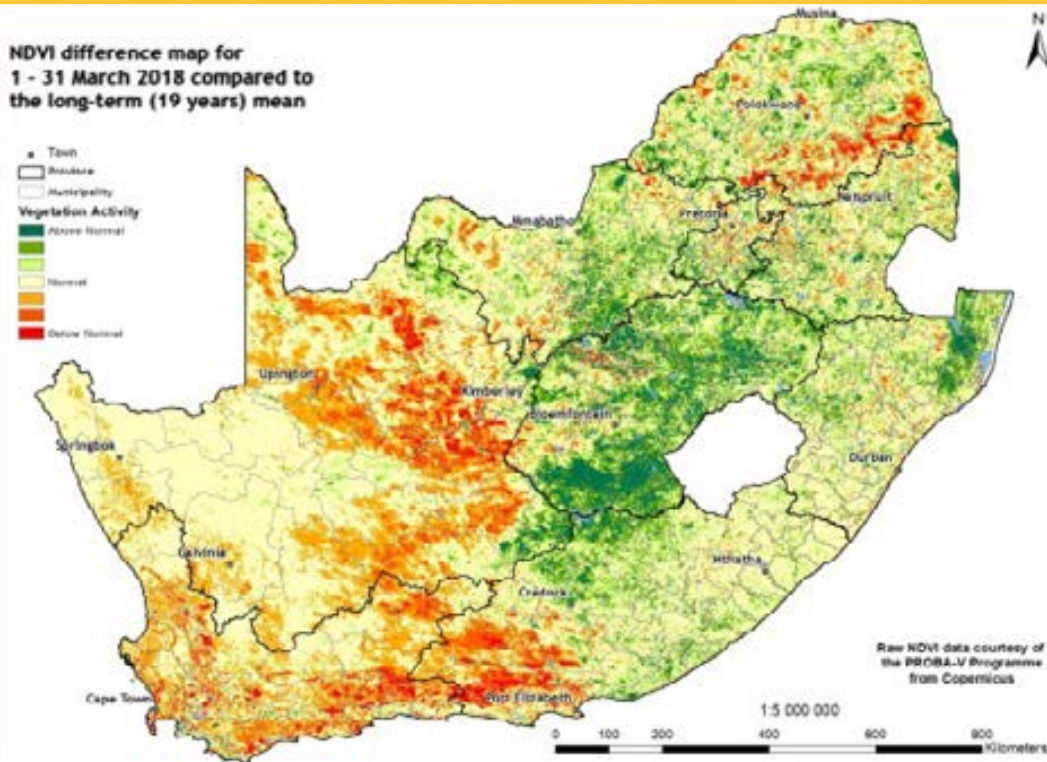 Musina
N
NDVI difference map for
1 - 31 March 2018 compared to
the long-term (19 years) mean
Polokwane
Town
Province
Municipality
Vegetation Activity
Above Normal
Normal
Below Normal
Nelspruit
Pretoria
Mmabatho
Upington
Kimberley
Bloemfontein
Springbok
Durban
Calvinia
Mthatha
Cradock
Raw NDVI data courtesy of
the PROBA-V Programme
from Copernicus
Cape Town
Port Elizabeth
1:5 000 000
0 100 200 400 600 800
Kilometers